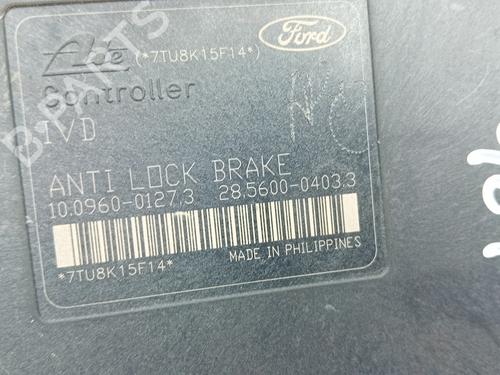 Ate (*7TU8K15F14*) Ford
Controller
IVD
ANTI LOCK BRAKE
10.0960-0127.3 28.5600-0403.3
*7TU8K15F14* MADE IN PHILIPPINES
B-PARTS